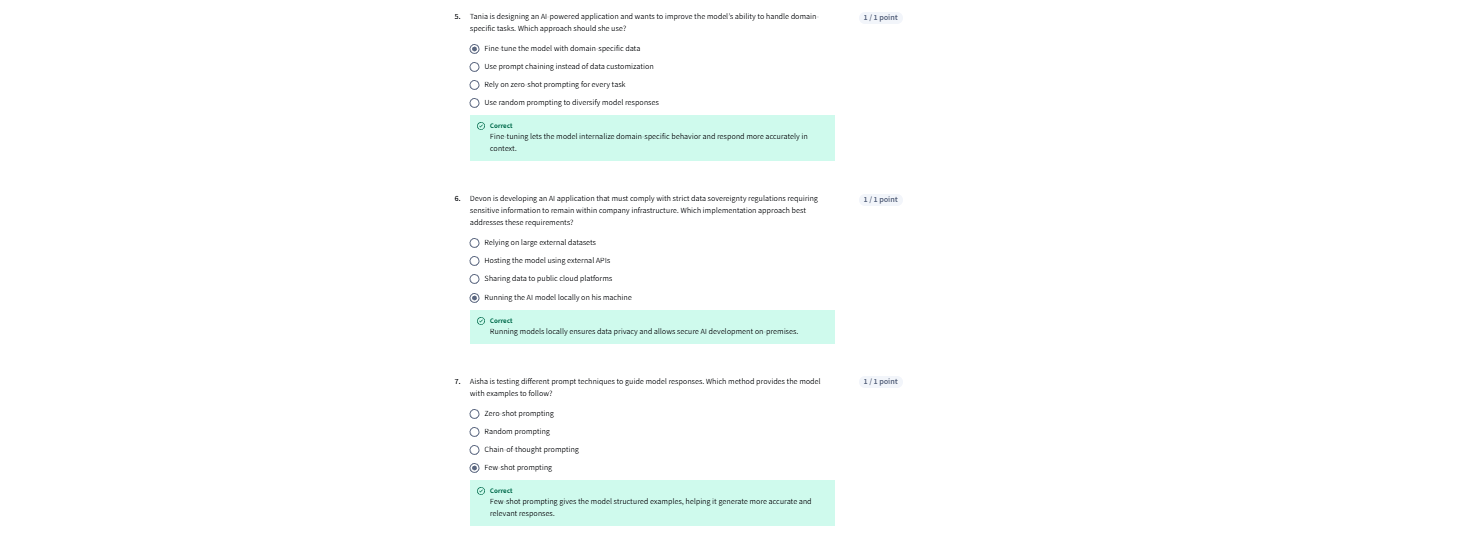 5. Tania is designing an AI-powered application and wants to improve the model's ability to handle domain-
1 / 1 point
specific tasks. Which approach should she use?
Fine-tune the model with domain-specific data
Use prompt chaining instead of data customization
Rely on zero-shot prompting for every task
Use random prompting to diversify model responses
Correct
Fine-tuning lets the model internalize domain-specific behavior and respond more accurately in
context.
6. Devon is developing an AI application that must comply with strict data sovereignty regulations requiring
1 / 1 point
sensitive information to remain within company infrastructure. Which implementation approach best
addresses these requirements?
Relying on large external datasets
Hosting the model using external APIs
Sharing data to public cloud platforms
Running the AI model locally on his machine
Correct
Running models locally ensures data privacy and allows secure AI development on-premises.
7. Aisha is testing different prompt techniques to guide model responses. Which method provides the model
1 / 1 point
with examples to follow?
Zero-shot prompting
Random prompting
Chain-of-thought prompting
Few-shot prompting
Correct
Few-shot prompting gives the model structured examples, helping it generate more accurate and
relevant responses.